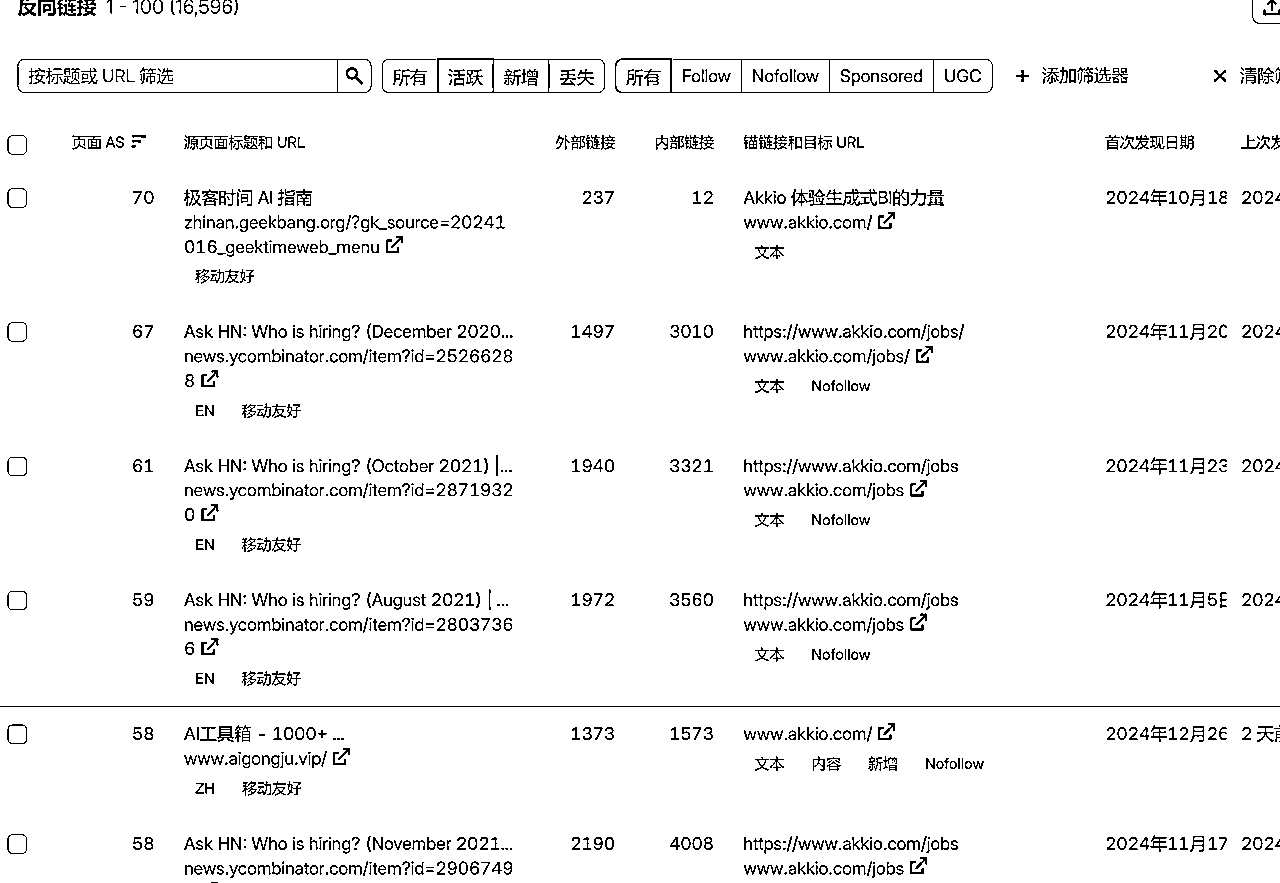 反向链接 1 - 100 (16,596)
按标题或 URL 筛选 所有 活跃 新增 丢失 所有 Follow Nofollow Sponsored UGC + 添加筛选器 × 清除
页面 AS 源页面标题和 URL 外部链接 内部链接 锚链接和目标 URL 首次发现日期 上次发
70 极客时间 AI 指南 237 12 Akkio 体验生成式BI的力量 2024年10月18 2024
zhinan.geekbang.org/?gk_source=20241 www.akkio.com/
016_geektimeweb_menu 文本
移动友好
67 Ask HN: Who is hiring? (December 2020... 1497 3010 https://www.akkio.com/jobs/ 2024年11月20 2024
news.ycombinator.com/item?id=2526628 www.akkio.com/jobs/
8 文本 Nofollow
EN 移动友好
61 Ask HN: Who is hiring? (October 2021) |... 1940 3321 https://www.akkio.com/jobs 2024年11月23 2024
news.ycombinator.com/item?id=2871932 www.akkio.com/jobs
0 文本 Nofollow
EN 移动友好
59 Ask HN: Who is hiring? (August 2021) | ... 1972 3560 https://www.akkio.com/jobs 2024年11月5日 2024
news.ycombinator.com/item?id=2803736 www.akkio.com/jobs
6 文本 Nofollow
EN 移动友好
58 AI工具箱 - 1000+ ... 1373 1573 www.akkio.com/ 2024年12月26 2 天前
www.aigongju.vip/ 文本 内容 新增 Nofollow
ZH 移动友好
58 Ask HN: Who is hiring? (November 2021... 2190 4008 https://www.akkio.com/jobs 2024年11月17 2024
news.ycombinator.com/item?id=2906749 www.akkio.com/jobs